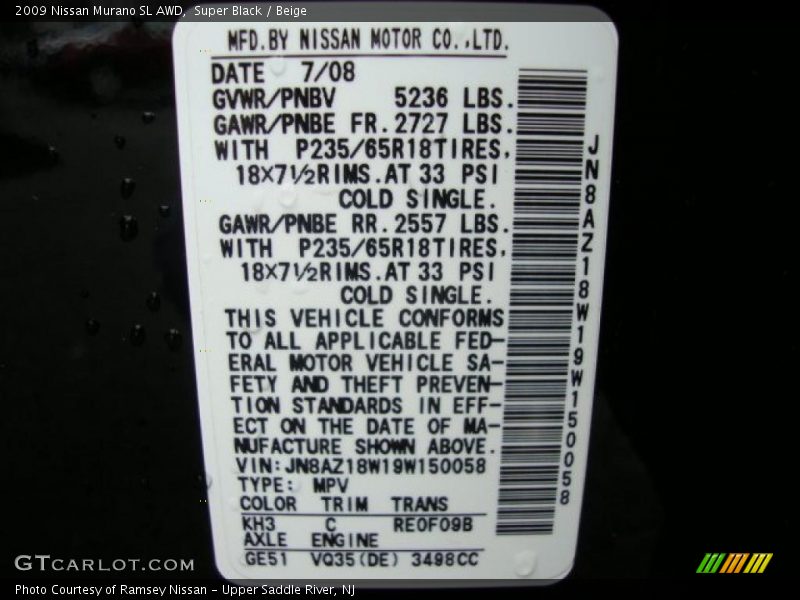 2009 Nissan Murano SL AWD,  Super Black / Beige
MFD.BY NISSAN MOTOR CO.,LTD.
DATE 7/08
GVWR/PNBV 5236 LBS.
GAWR/PNBE FR.2727 LBS.
WITH P235/65R18TIRES,
18×7½RIMS.AT 33 PSI
COLD SINGLE.
GAWR/PNBE RR.2557 LBS.
WITH P235/65R18TIRES,
18×7½RIMS.AT 33 PSI
COLD SINGLE.
THIS VEHICLE CONFORMS
TO ALL APPLICABLE FED-
ERAL MOTOR VEHICLE SA-
FETY AND THEFT PREVEN-
TION STANDARDS IN EFF-
ECT ON THE DATE OF MA-
NUFACTURE SHOWN ABOVE.
VIN:JN8AZ18W19W150058
TYPE: MPV
COLOR TRIM TRANS
KH3 C RE0F09B
AXLE ENGINE
GE51 VQ35(DE) 3498CC
JN8AZ18W19W150058
GTCARLOT.COM
Photo Courtesy of Ramsey Nissan - Upper Saddle River, NJ